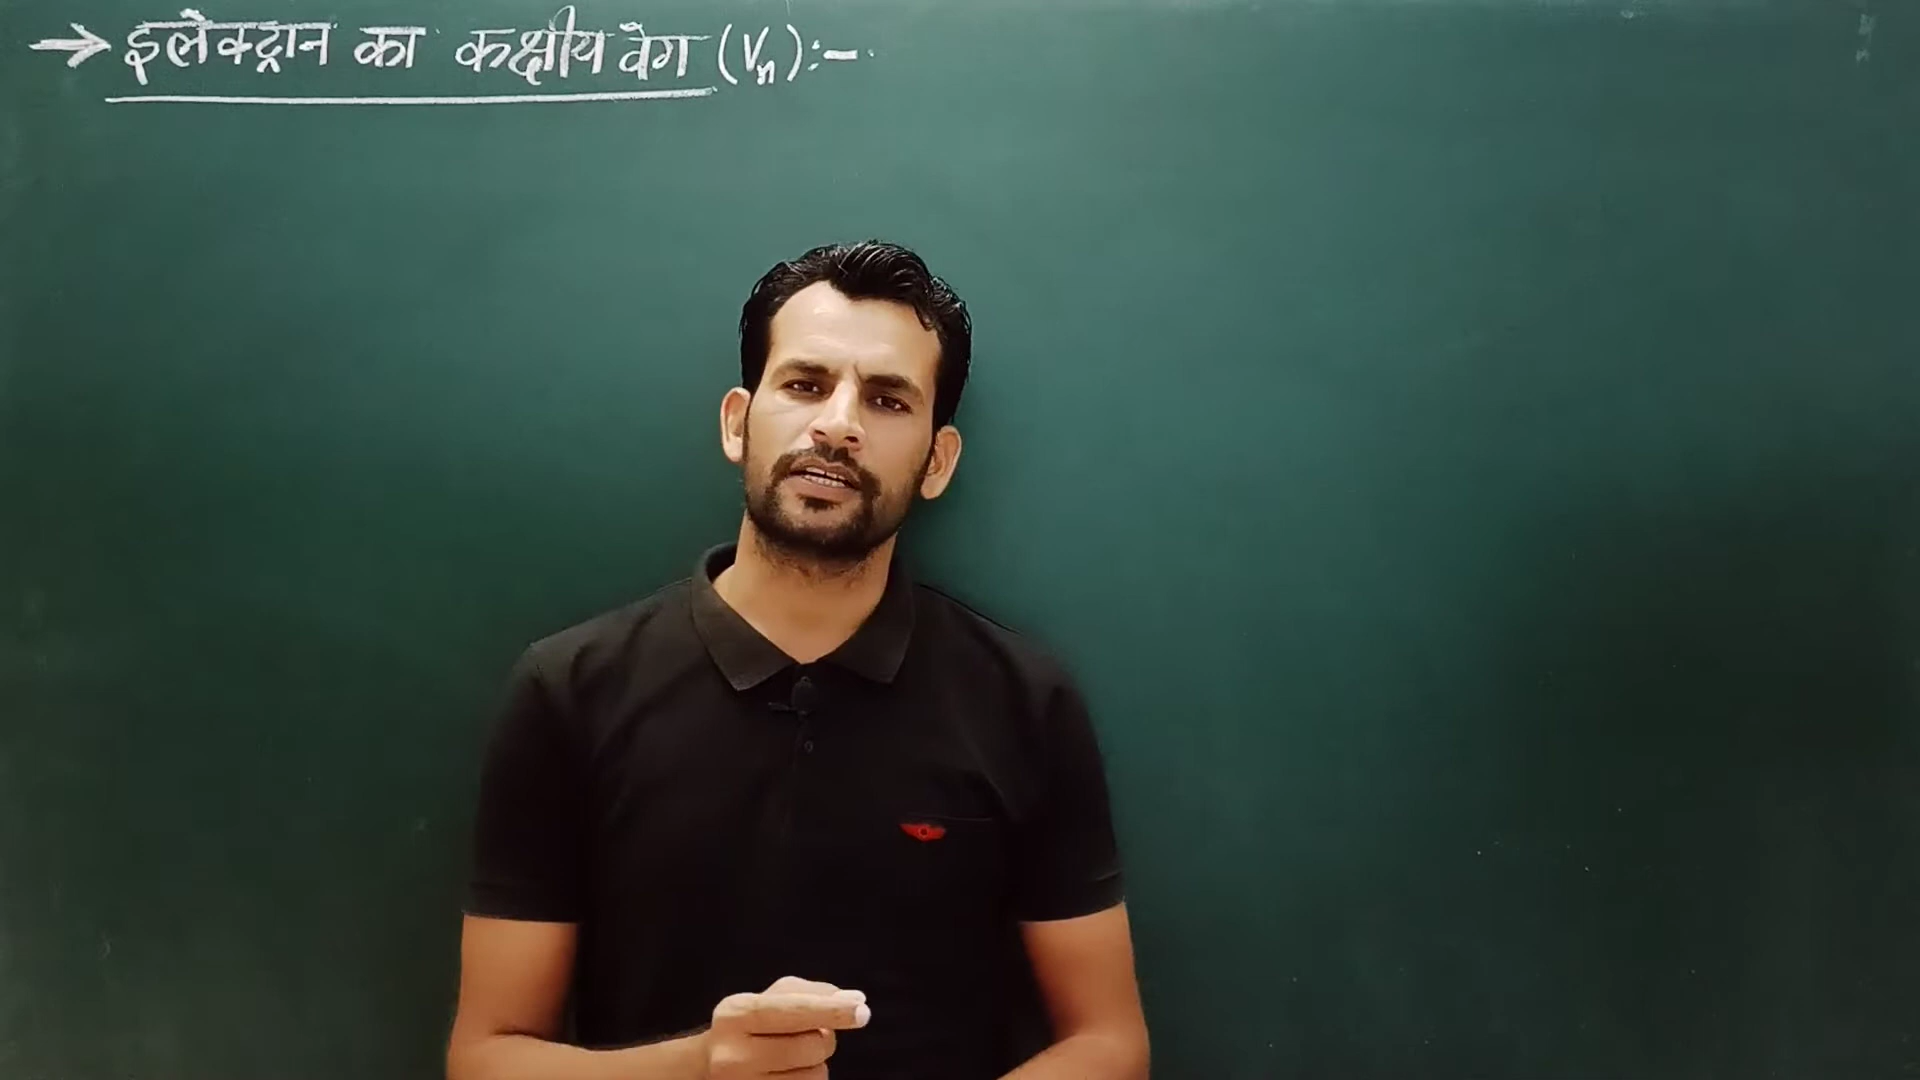 → इलेक्ट्रान का कक्षीय वेग (Vn):-